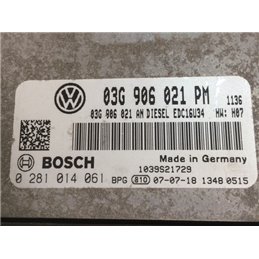 03G 906 021 PM 1136
03G 906 021 AN DIESEL EDC16U34 HW: H07
BOSCH
Made in Germany
1039S21729
0 281 014 061 BPG 810 07-07-18 1348 0515